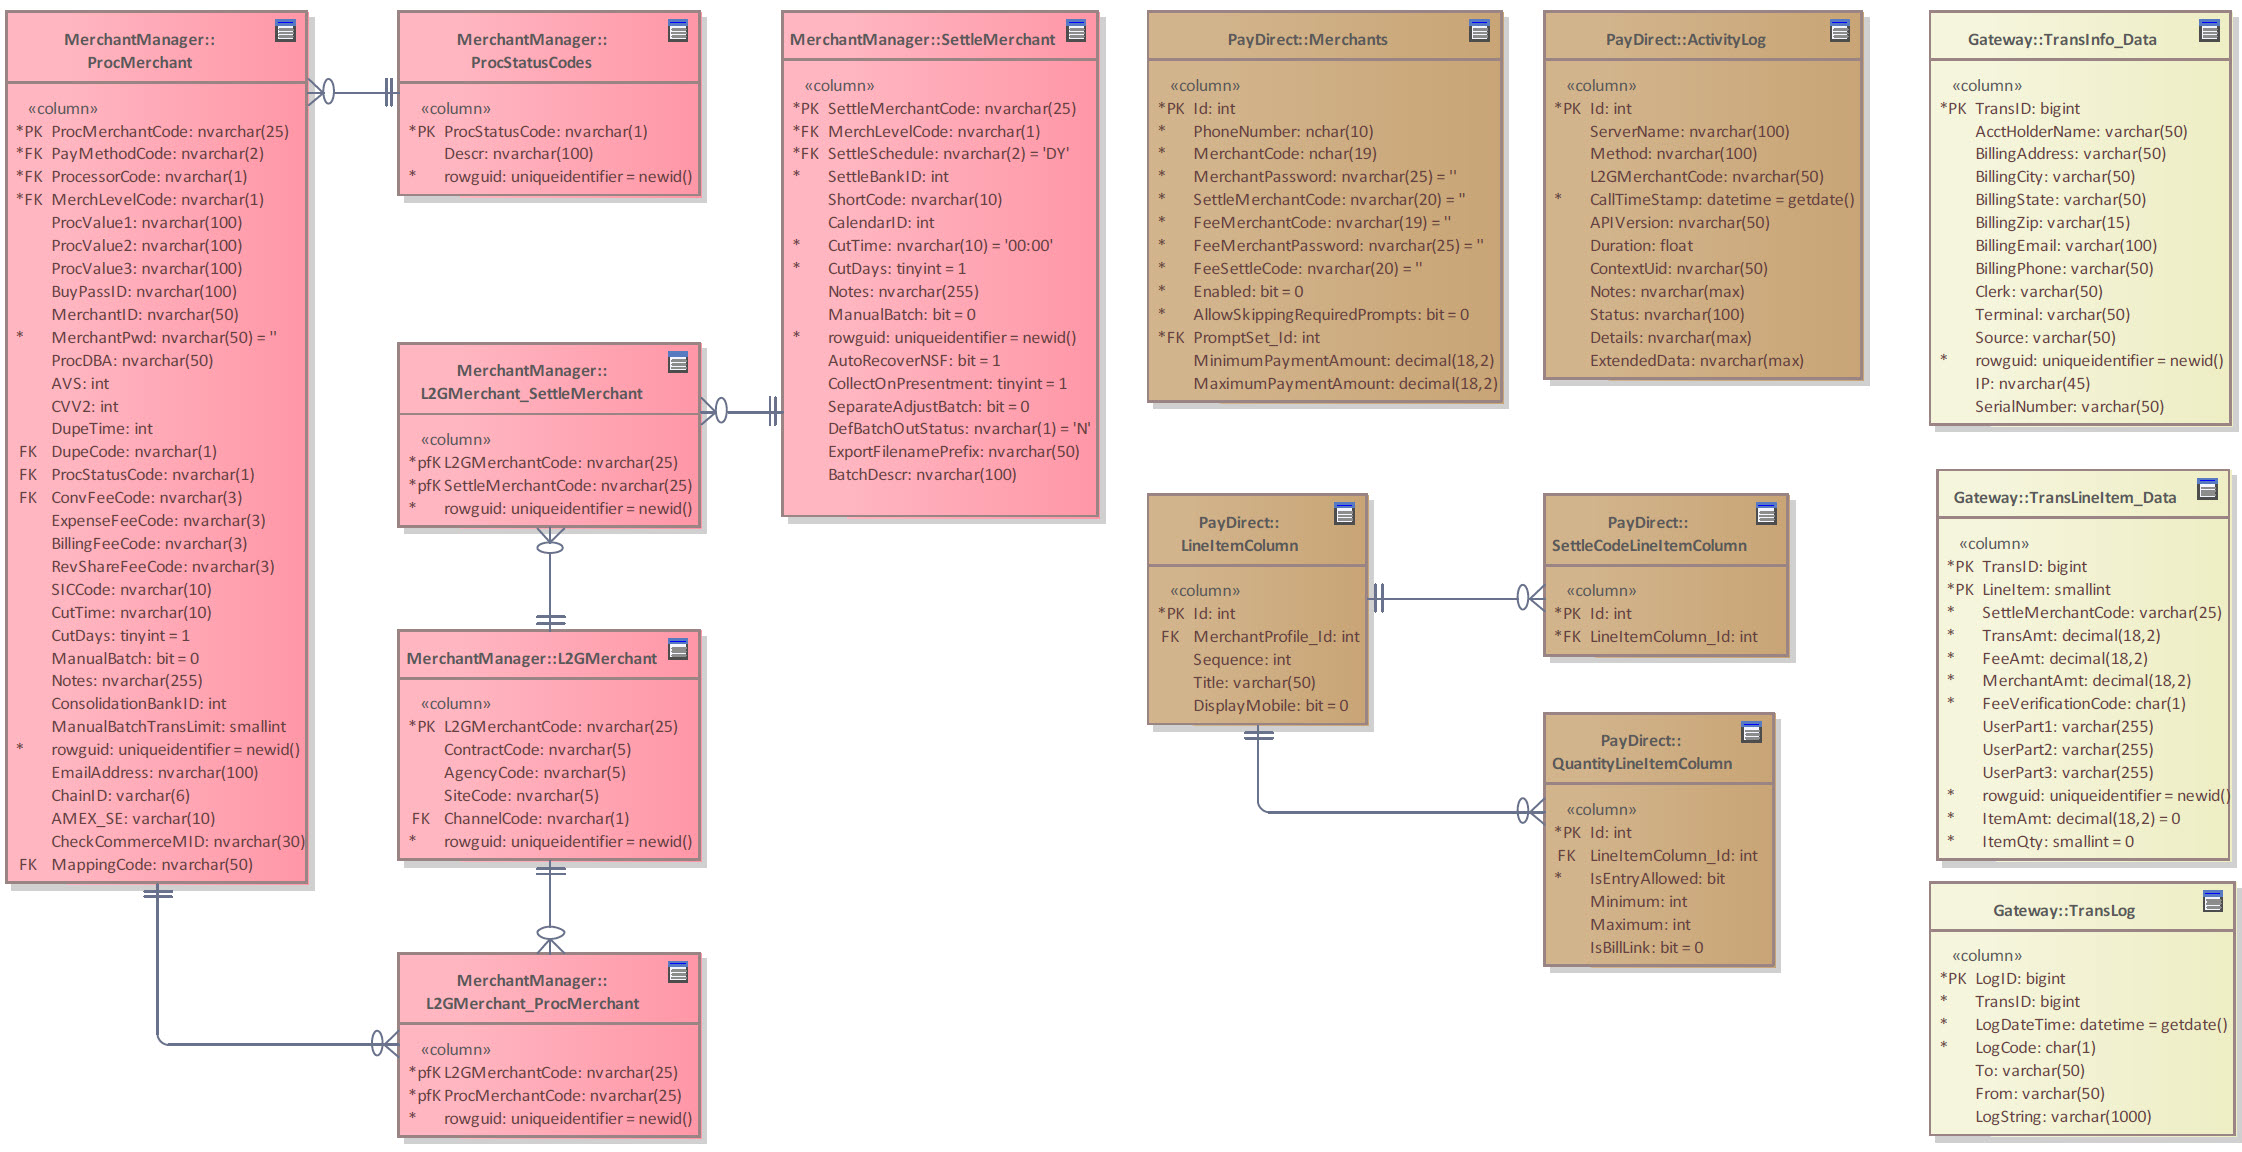 MerchantManager::
ProcMerchant
«column»
*PK ProcMerchantCode: nvarchar(25)
*FK PayMethodCode: nvarchar(2)
*FK ProcessorCode: nvarchar(1)
*FK MerchLevelCode: nvarchar(1)
ProcValue1: nvarchar(100)
ProcValue2: nvarchar(100)
ProcValue3: nvarchar(100)
BuyPassID: nvarchar(100)
MerchantID: nvarchar(50)
* MerchantPwd: nvarchar(50) = ''
ProcDBA: nvarchar(50)
AVS: int
CVV2: int
DupeTime: int
FK DupeCode: nvarchar(1)
FK ProcStatusCode: nvarchar(1)
FK ConvFeeCode: nvarchar(3)
ExpenseFeeCode: nvarchar(3)
BillingFeeCode: nvarchar(3)
RevShareFeeCode: nvarchar(3)
SICCode: nvarchar(10)
CutTime: nvarchar(10)
CutDays: tinyint = 1
ManualBatch: bit = 0
Notes: nvarchar(255)
ConsolidationBankID: int
ManualBatchTransLimit: smallint
* rowguid: uniqueidentifier = newid()
EmailAddress: nvarchar(100)
ChainID: varchar(6)
AMEX_SE: varchar(10)
CheckCommerceMID: nvarchar(30)
FK MappingCode: nvarchar(50)
MerchantManager::
ProcStatusCodes
«column»
*PK ProcStatusCode: nvarchar(1)
Descr: nvarchar(100)
* rowguid: uniqueidentifier = newid()
MerchantManager::
L2GMerchant_SettleMerchant
«column»
*pfK L2GMerchantCode: nvarchar(25)
*pfK SettleMerchantCode: nvarchar(25)
* rowguid: uniqueidentifier = newid()
MerchantManager::L2GMerchant
«column»
*PK L2GMerchantCode: nvarchar(25)
ContractCode: nvarchar(5)
AgencyCode: nvarchar(5)
SiteCode: nvarchar(5)
FK ChannelCode: nvarchar(1)
* rowguid: uniqueidentifier = newid()
MerchantManager::
L2GMerchant_ProcMerchant
«column»
*pfK L2GMerchantCode: nvarchar(25)
*pfK ProcMerchantCode: nvarchar(25)
* rowguid: uniqueidentifier = newid()
MerchantManager::SettleMerchant
«column»
*PK SettleMerchantCode: nvarchar(25)
*FK MerchLevelCode: nvarchar(1)
*FK SettleSchedule: nvarchar(2) = 'DY'
* SettleBankID: int
ShortCode: nvarchar(10)
CalendarID: int
* CutTime: nvarchar(10) = '00:00'
* CutDays: tinyint = 1
Notes: nvarchar(255)
ManualBatch: bit = 0
* rowguid: uniqueidentifier = newid()
AutoRecoverNSF: bit = 1
CollectOnPresentment: tinyint = 1
SeparateAdjustBatch: bit = 0
DefBatchOutStatus: nvarchar(1) = 'N'
ExportFilenamePrefix: nvarchar(50)
BatchDescr: nvarchar(100)
PayDirect::Merchants
«column»
*PK Id: int
* PhoneNumber: nchar(10)
* MerchantCode: nchar(19)
* MerchantPassword: nvarchar(25) = ''
* SettleMerchantCode: nvarchar(20) = ''
* FeeMerchantCode: nvarchar(19) = ''
* FeeMerchantPassword: nvarchar(25) = ''
* FeeSettleCode: nvarchar(20) = ''
* Enabled: bit = 0
* AllowSkippingRequiredPrompts: bit = 0
*FK PromptSet_Id: int
MinimumPaymentAmount: decimal(18,2)
MaximumPaymentAmount: decimal(18,2)
PayDirect::ActivityLog
«column»
*PK Id: int
ServerName: nvarchar(100)
Method: nvarchar(100)
L2GMerchantCode: nvarchar(50)
* CallTimeStamp: datetime = getdate()
APIVersion: nvarchar(50)
Duration: float
ContextUid: nvarchar(50)
Notes: nvarchar(max)
Status: nvarchar(100)
Details: nvarchar(max)
ExtendedData: nvarchar(max)
PayDirect::
LineItemColumn
«column»
*PK Id: int
FK MerchantProfile_Id: int
Sequence: int
Title: varchar(50)
DisplayMobile: bit = 0
PayDirect::
SettleCodeLineItemColumn
«column»
*PK Id: int
*FK LineItemColumn_Id: int
PayDirect::
QuantityLineItemColumn
«column»
*PK Id: int
FK LineItemColumn_Id: int
* IsEntryAllowed: bit
Minimum: int
Maximum: int
IsBillLink: bit = 0
Gateway::TransInfo_Data
«column»
*PK TransID: bigint
AcctHolderName: varchar(50)
BillingAddress: varchar(50)
BillingCity: varchar(50)
BillingState: varchar(50)
BillingZip: varchar(15)
BillingEmail: varchar(100)
BillingPhone: varchar(50)
Clerk: varchar(50)
Terminal: varchar(50)
Source: varchar(50)
* rowguid: uniqueidentifier = newid()
IP: nvarchar(45)
SerialNumber: varchar(50)
Gateway::TransLineItem_Data
«column»
*PK TransID: bigint
*PK LineItem: smallint
* SettleMerchantCode: varchar(25)
* TransAmt: decimal(18,2)
* FeeAmt: decimal(18,2)
* MerchantAmt: decimal(18,2)
* FeeVerificationCode: char(1)
UserPart1: varchar(255)
UserPart2: varchar(255)
UserPart3: varchar(255)
* rowguid: uniqueidentifier = newid()
* ItemAmt: decimal(18,2) = 0
* ItemQty: smallint = 0
Gateway::TransLog
«column»
*PK LogID: bigint
* TransID: bigint
* LogDateTime: datetime = getdate()
* LogCode: char(1)
To: varchar(50)
From: varchar(50)
LogString: varchar(1000)